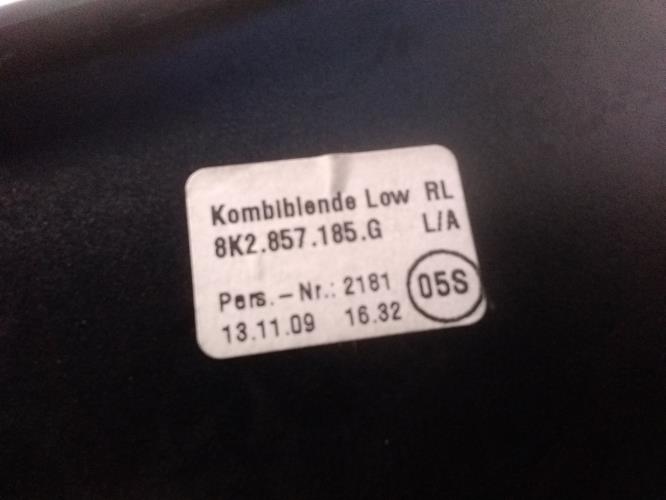 Kombiblende Low RL
8K2.857.185.G L/A
Pers.-Nr.: 2181 05S
13.11.09 16.32